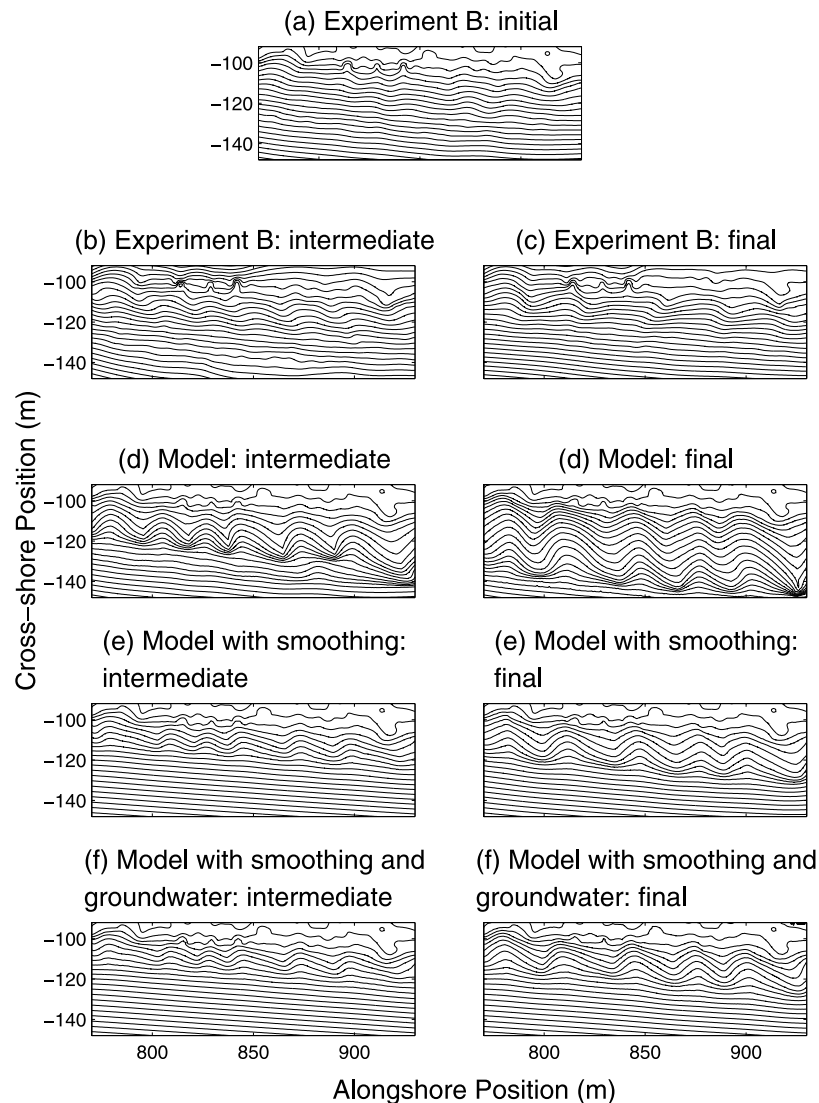 (a) Experiment B: initial
−100
−120
−140
(b) Experiment B: intermediate
(c) Experiment B: final
−100
−120
−140
(d) Model: intermediate
(d) Model: final
−100
−120
−140
(e) Model with smoothing:
intermediate
(e) Model with smoothing:
final
−100
−120
−140
(f) Model with smoothing and
groundwater: intermediate
(f) Model with smoothing and
groundwater: final
−100
−120
−140
800 850 900
800 850 900
Cross−shore Position (m)
Alongshore Position (m)